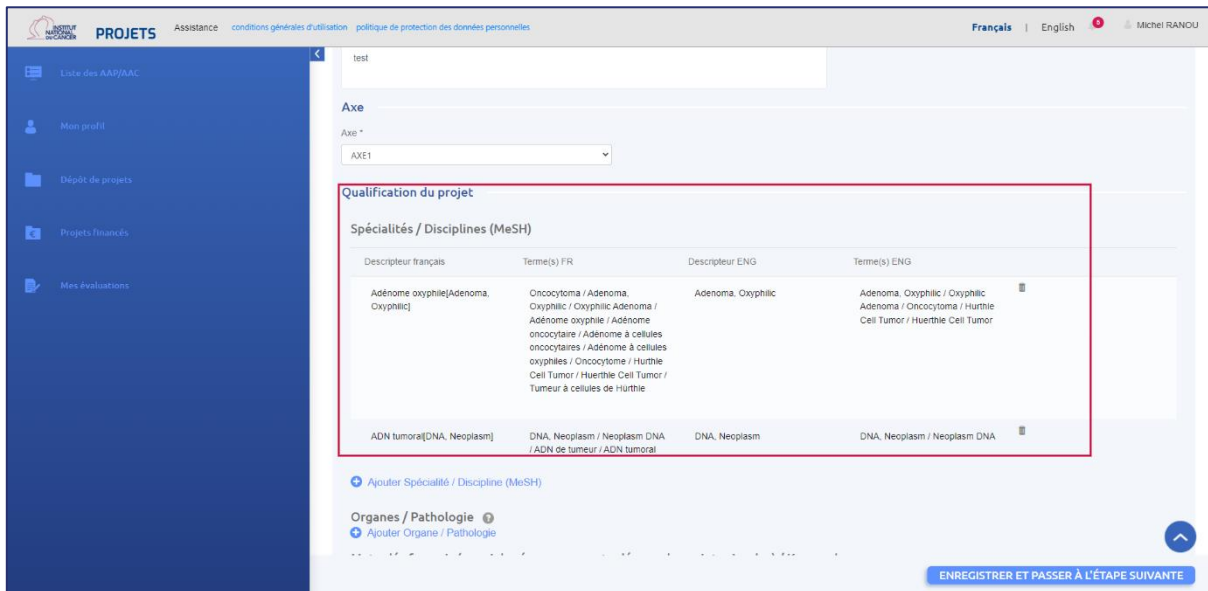 INSTITUT
NATIONAL
DU CANCER
PROJETS
Assistance
conditions générales d'utilisation
politique de protection des données personnelles
Français | English
Michel RANOU
Liste des AAP/AAC
Mon profil
Dépôt de projets
Projets financés
Mes évaluations
test
Axe
Axe *
AXE1
Qualification du projet
Spécialités / Disciplines (MeSH)
Descripteur français Terme(s) FR Descripteur ENG Terme(s) ENG
Adénome oxyphile[Adenoma,
Oxyphilic]
Oncocytoma / Adenoma,
Oxyphilic / Oxyphilic Adenoma /
Adénome oxyphile / Adénome
oncocytaire / Adénome à cellules
oncocytaires / Adénome à cellules
oxyphiles / Oncocytome / Hurthle
Cell Tumor / Huerthle Cell Tumor /
Tumeur à cellules de Hürthle
Adenoma, Oxyphilic
Adenoma, Oxyphilic / Oxyphilic
Adenoma / Oncocytoma / Hurthle
Cell Tumor / Huerthle Cell Tumor
ADN tumoral[DNA, Neoplasm]
DNA, Neoplasm / Neoplasm DNA
/ ADN de tumeur / ADN tumoral
DNA, Neoplasm
DNA, Neoplasm / Neoplasm DNA
Ajouter Spécialité / Discipline (MeSH)
Organes / Pathologie
Ajouter Organe / Pathologie
ENREGISTRER ET PASSER À L'ÉTAPE SUIVANTE